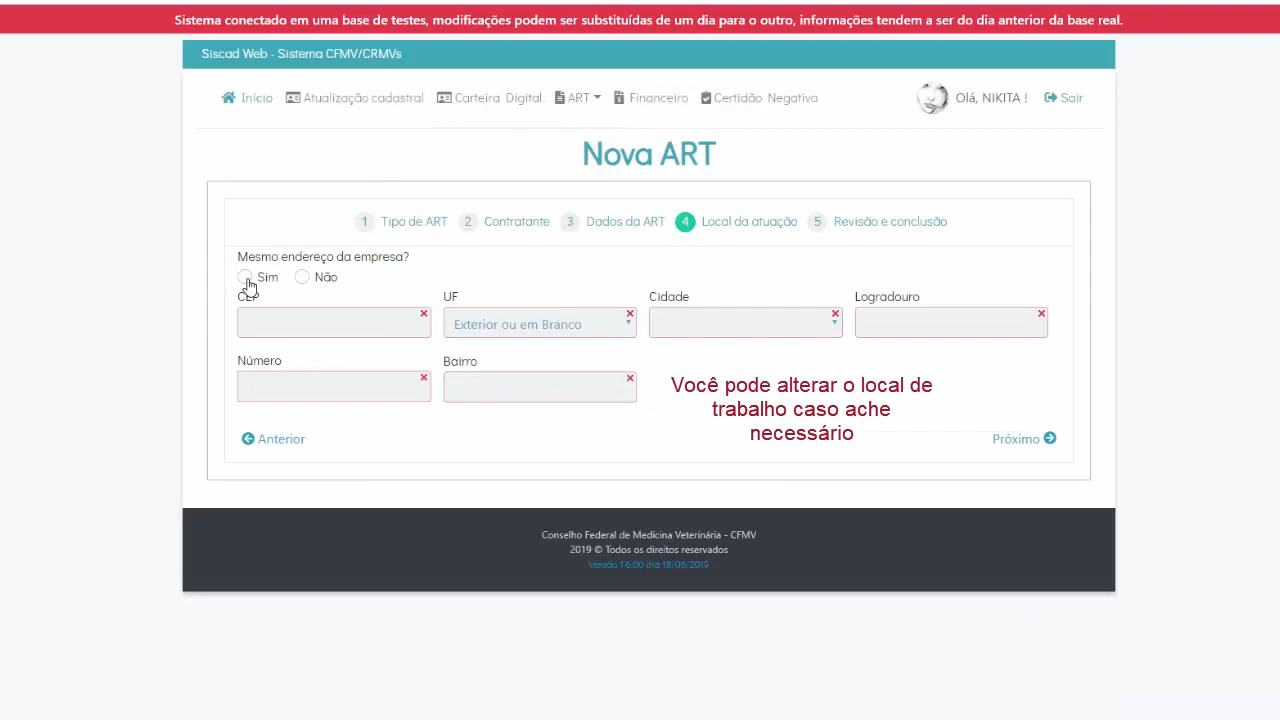 Sistema conectado em uma base de testes, modificações podem ser substituídas de um dia para o outro, informações tendem a ser do dia anterior da base real.
Siscad Web - Sistema CFMV/CRMVs
Início Atualização cadastral Carteira Digital ART Financeiro Certidão Negativa Olá, NIKITA ! Sair
Nova ART
1 Tipo de ART 2 Contratante 3 Dados da ART 4 Local da atuação 5 Revisão e conclusão
Mesmo endereço da empresa?
Sim Não
CEP UF Cidade Logradouro
Exterior ou em Branco
Número Bairro
Você pode alterar o local de
trabalho caso ache
necessário
Anterior Próximo
Conselho Federal de Medicina Veterinária - CFMV
2019 © Todos os direitos reservados
Versão 1.6.00 dia 18/06/2019